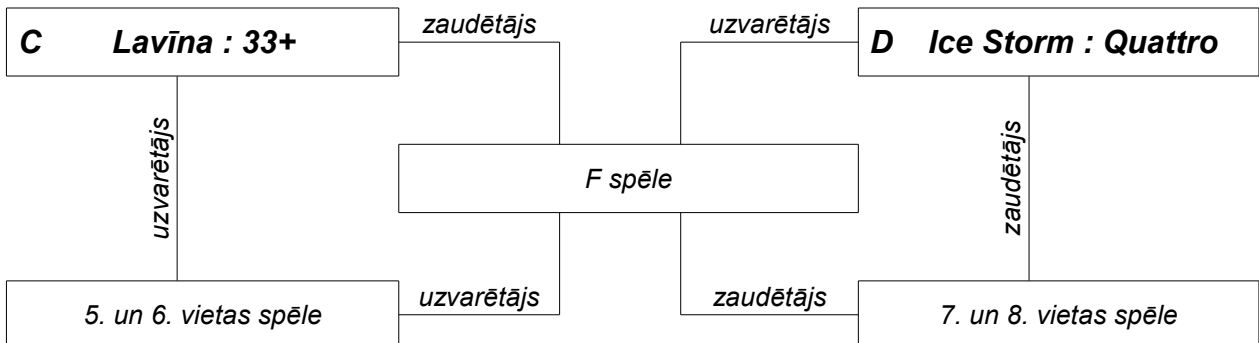 zaudētājs
uzvarētājs
C Lavīna : 33+
D Ice Storm : Quattro
uzvarētājs
zaudētājs
F spēle
5. un 6. vietas spēle
uzvarētājs
zaudētājs
7. un 8. vietas spēle